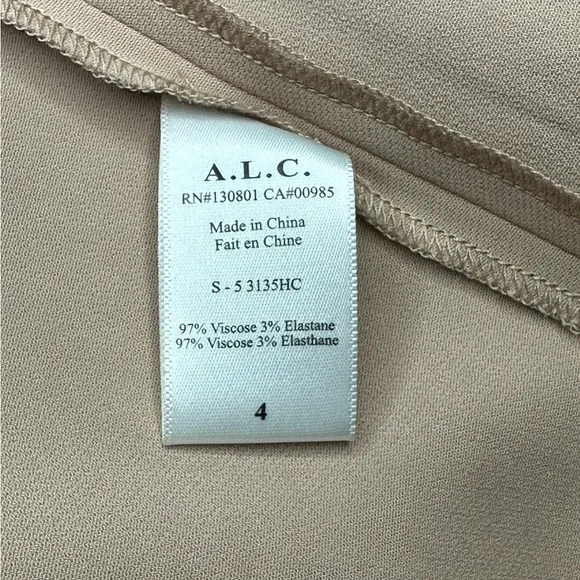 A.L.C.
RN#130801 CA#00985
Made in China
Fait en Chine
S - 5 3135HC
97% Viscose 3% Elastane
97% Viscose 3% Elasthane
4